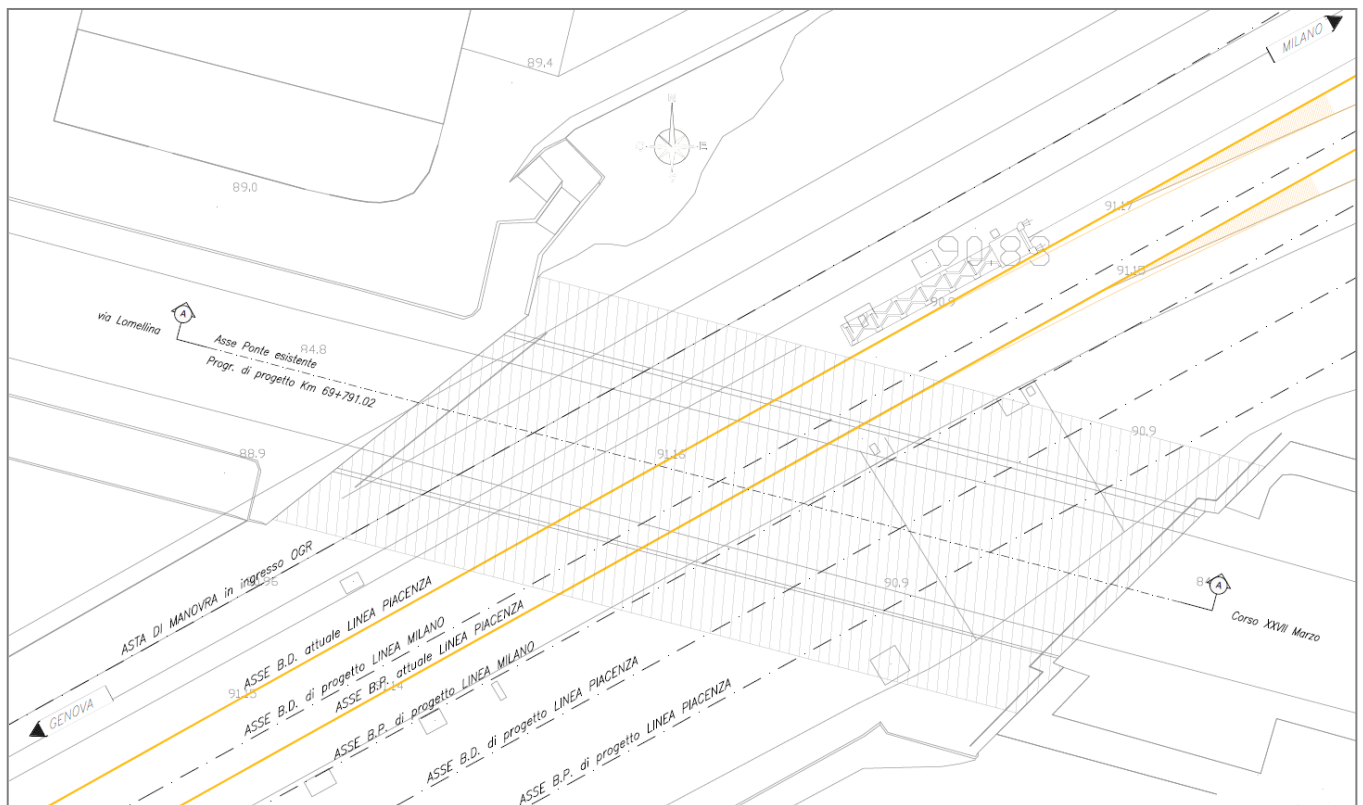 MILANO
89.4
89.0
91.17
90.83
91.15
90.9
A
via Lomellina
Asse Ponte esistente
84.8
Progr. di progetto Km 69+791.02
90.9
88.9
91.16
ASTA DI MANOVRA in ingresso OGR
90.9
A
Corso XXVII Marzo
ASSE B.D. attuale LINEA PIACENZA
ASSE B.D. di progetto LINEA MILANO
ASSE B.P. attuale LINEA PIACENZA
ASSE B.P. di progetto LINEA MILANO
ASSE B.D. di progetto LINEA PIACENZA
ASSE B.P. di progetto LINEA PIACENZA
GENOVA